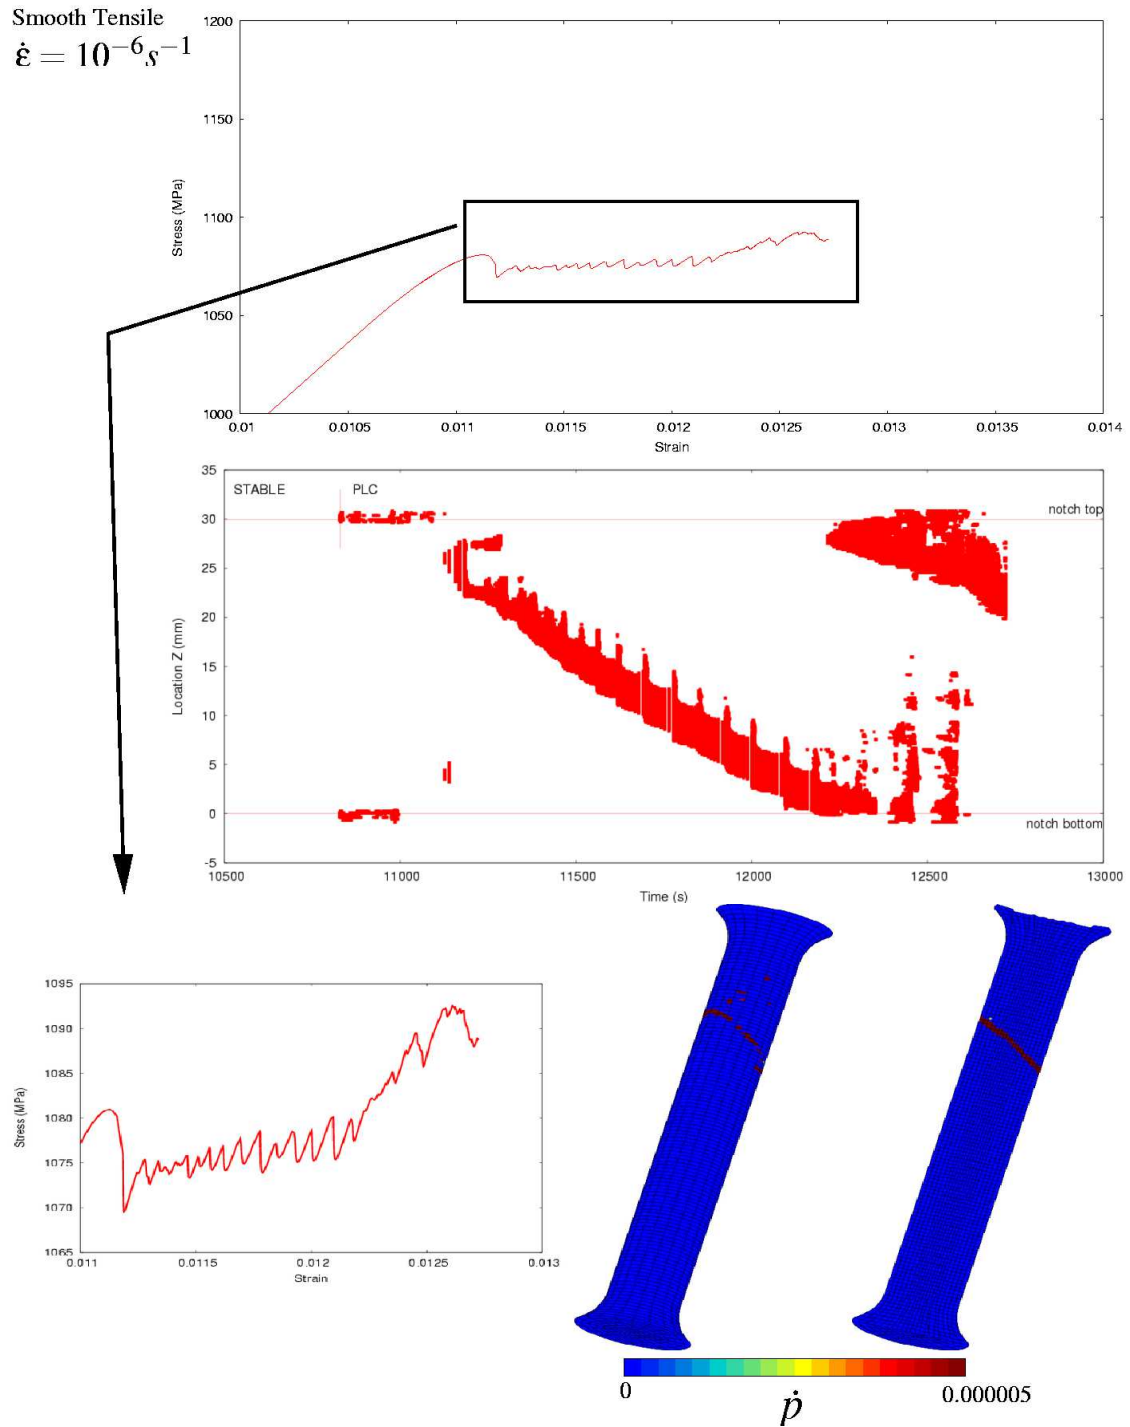 Smooth Tensile
ε̇ = 10⁻⁶s⁻¹
1200
1150
1100
1050
1000
Stress (MPa)
0.01 0.0105 0.011 0.0115 0.012 0.0125 0.013 0.0135 0.014
Strain
35
30
25
20
15
10
5
0
-5
Location Z (mm)
STABLE PLC
notch top
notch bottom
10500 11000 11500 12000 12500 13000
Time (s)
1095
1090
1085
1080
1075
1070
1065
Stress (MPa)
0.011 0.0115 0.012 0.0125 0.013
Strain
0 0.000005
ṗ